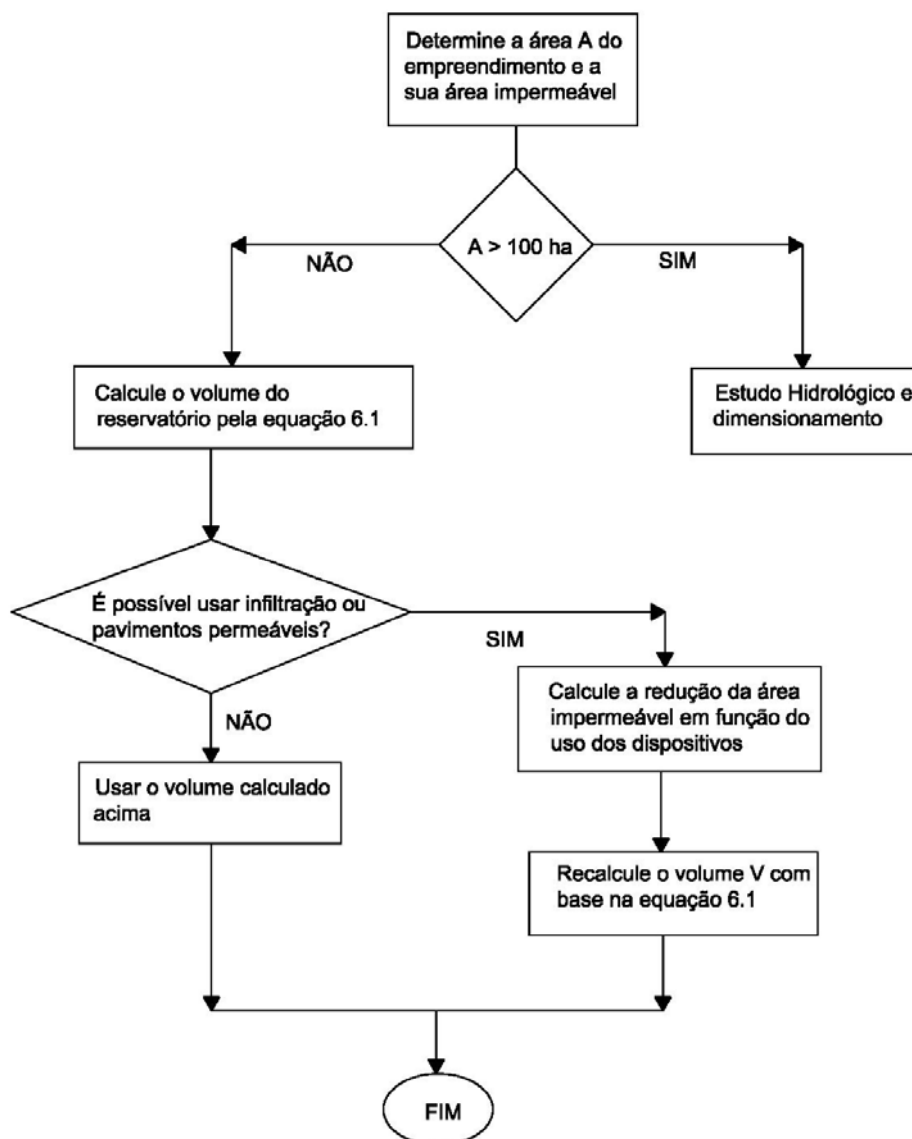 Determine a área A do
empreendimento e a
sua área impermeável
A > 100 ha
NÃO
SIM
Calcule o volume do
reservatório pela equação 6.1
Estudo Hidrológico e
dimensionamento
É possível usar infiltração ou
pavimentos permeáveis?
SIM
NÃO
Calcule a redução da área
impermeável em função do
uso dos dispositivos
Usar o volume calculado
acima
Recalcule o volume V com
base na equação 6.1
FIM